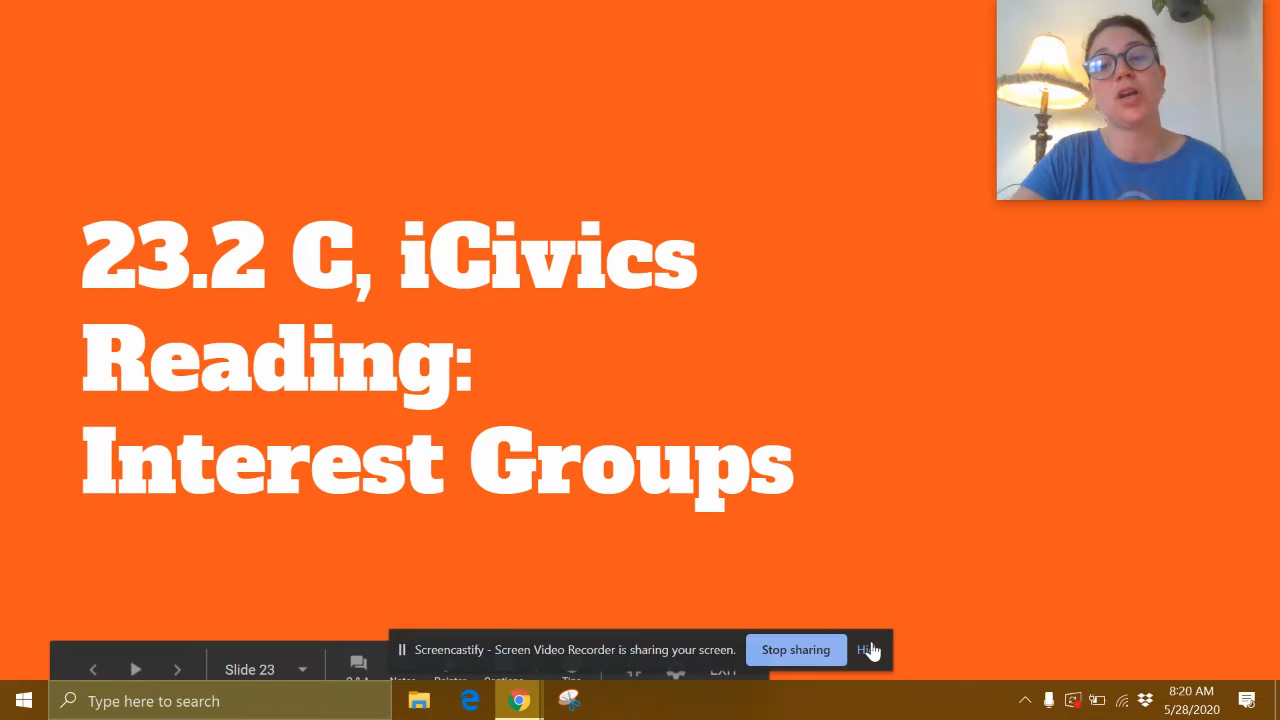 23.2 C, iCivics
Reading:
Interest Groups
Screencastify - Screen Video Recorder is sharing your screen.
Stop sharing
Slide 23
Type here to search
8:20 AM
5/28/2020